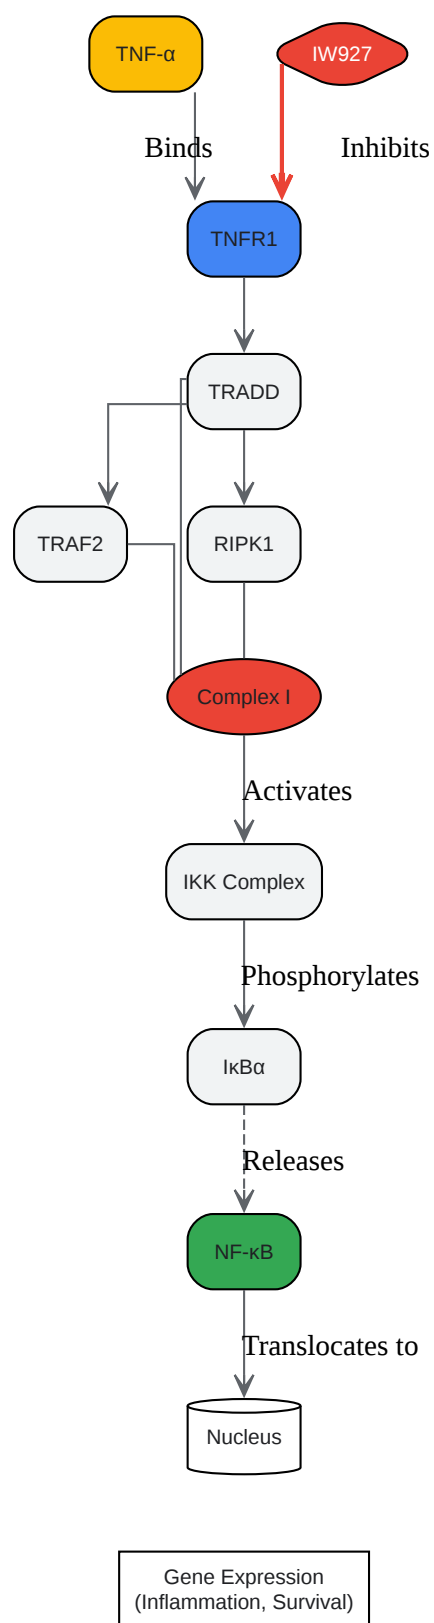 TNF-α
IW927
Binds
Inhibits
TNFR1
TRADD
TRAF2
RIPK1
Complex I
Activates
IKK Complex
Phosphorylates
IκBα
Releases
NF-κB
Translocates to
Nucleus
Gene Expression
(Inflammation, Survival)